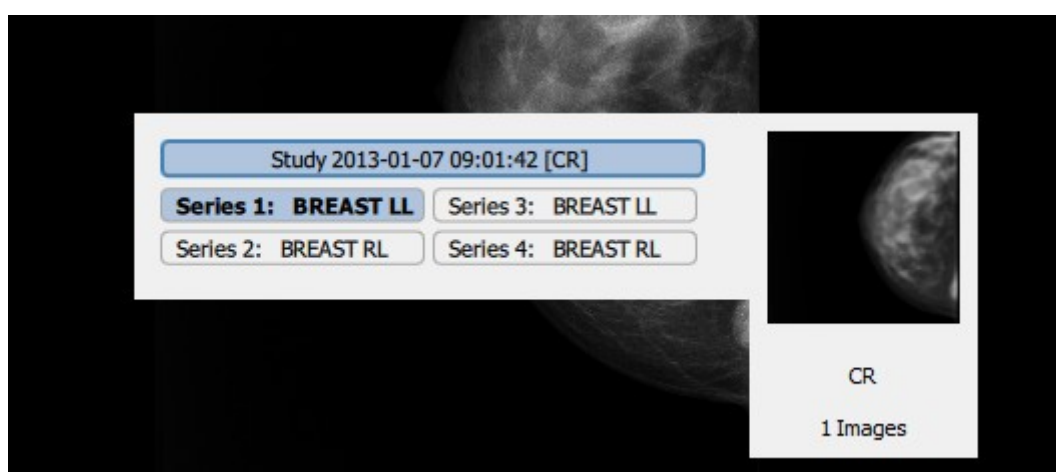 Study 2013-01-07 09:01:42 [CR]
Series 1: BREAST LL
Series 3: BREAST LL
Series 2: BREAST RL
Series 4: BREAST RL
CR
1 Images